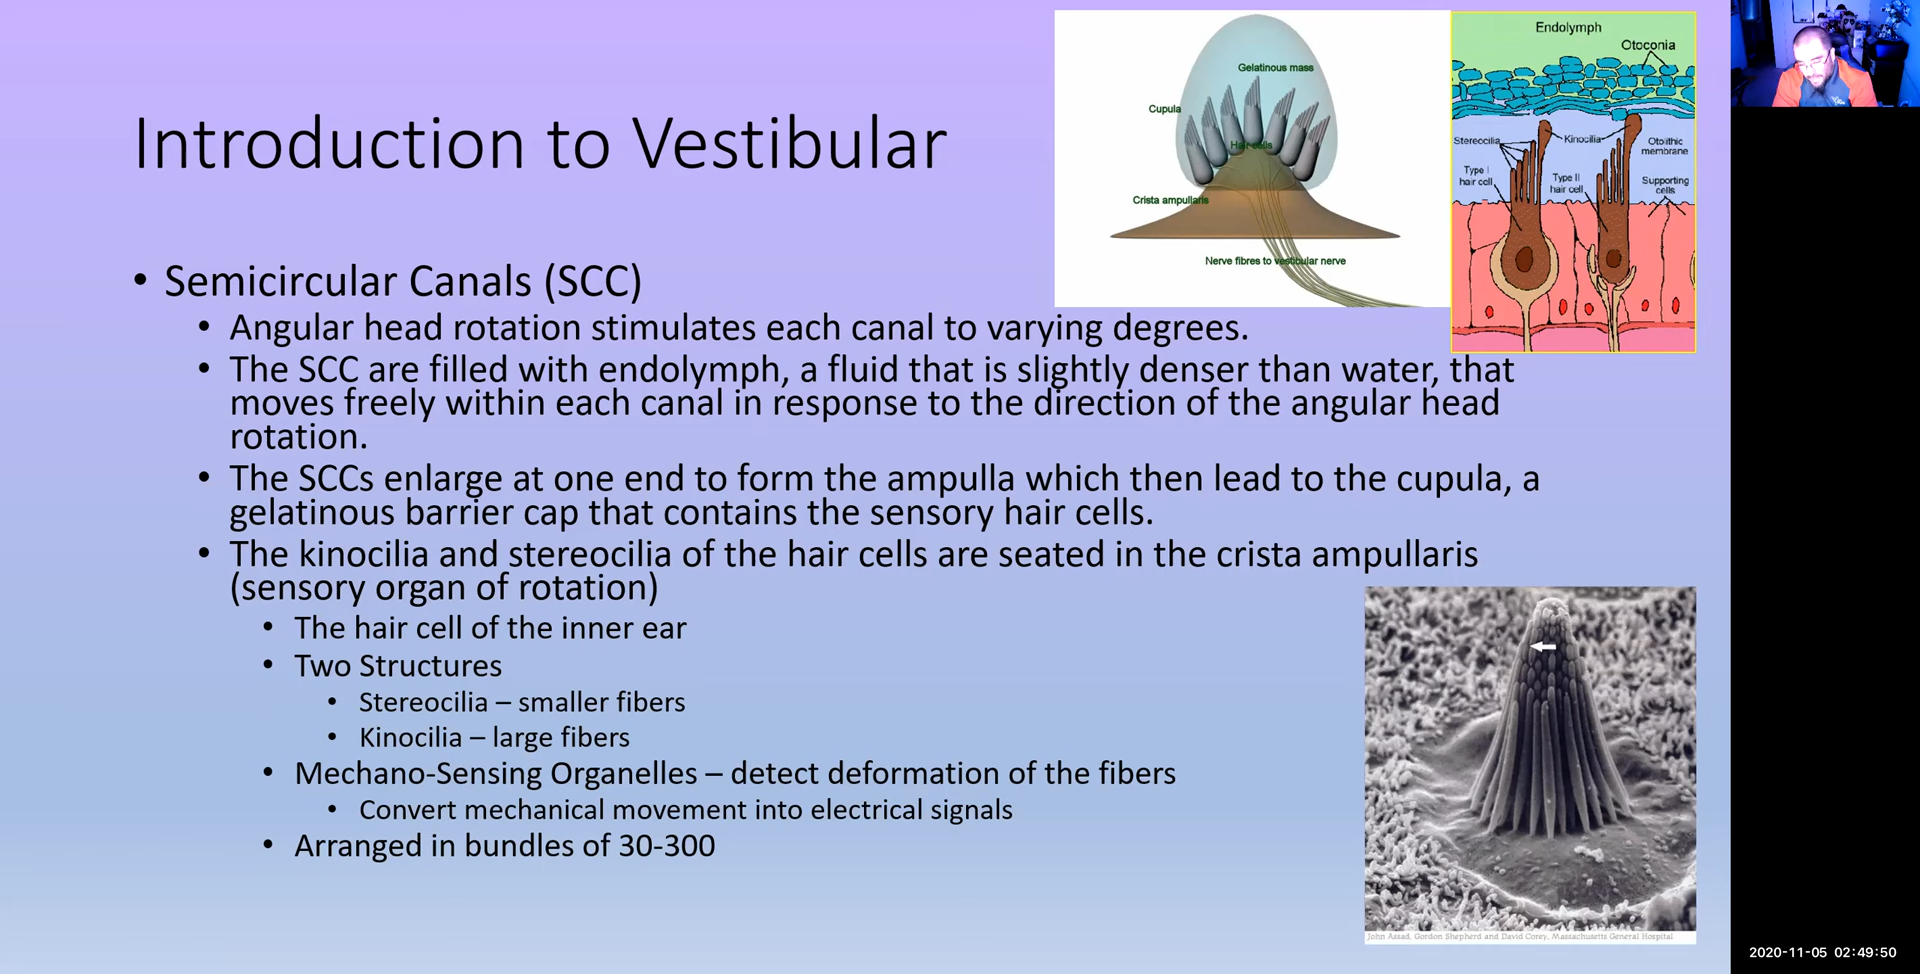 Introduction to Vestibular
• Semicircular Canals (SCC)
• Angular head rotation stimulates each canal to varying degrees.
• The SCC are filled with endolymph, a fluid that is slightly denser than water, that
moves freely within each canal in response to the direction of the angular head
rotation.
• The SCCs enlarge at one end to form the ampulla which then lead to the cupula, a
gelatinous barrier cap that contains the sensory hair cells.
• The kinocilia and stereocilia of the hair cells are seated in the crista ampullaris
(sensory organ of rotation)
• The hair cell of the inner ear
• Two Structures
• Stereocilia – smaller fibers
• Kinocilia – large fibers
• Mechano-Sensing Organelles – detect deformation of the fibers
• Convert mechanical movement into electrical signals
• Arranged in bundles of 30-300
Gelatinous mass
Cupula
Hair cells
Crista ampullaris
Nerve fibres to vestibular nerve
Endolymph
Otoconia
Stereocilia
Kinocilia
Otolithic
membrane
Type I
hair cell
Type II
hair cell
Supporting
cells
John Assad, Gordon Shepherd and David Corey, Massachusetts General Hospital
2020-11-05 02:49:50